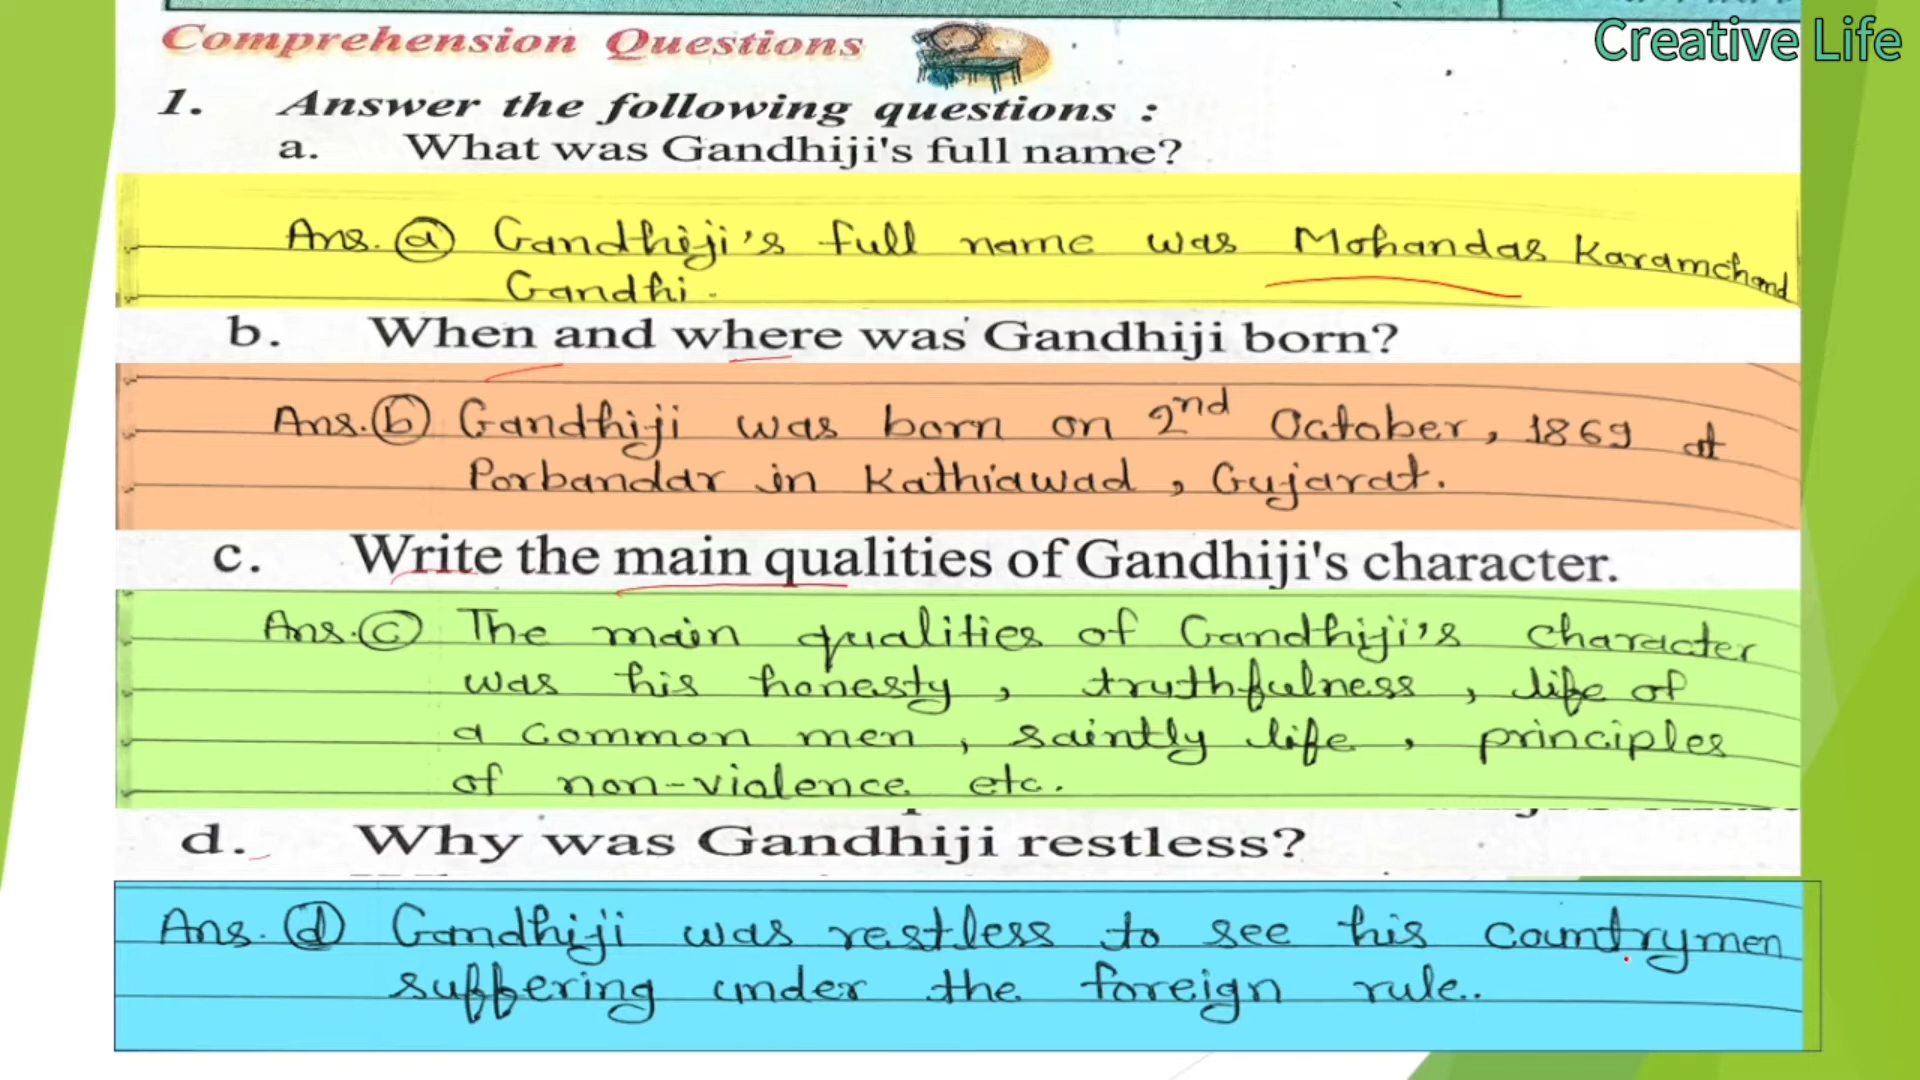 Creative Life
Comprehension Questions
1. Answer the following questions :
a. What was Gandhiji's full name?
Ans. (a) Gandhiji's full name was Mohandas Karamchand
Gandhi.
b. When and where was Gandhiji born?
Ans. (b) Gandhiji was born on 2nd October, 1869 at
Porbandar in Kathiawad, Gujarat.
c. Write the main qualities of Gandhiji's character.
Ans. (c) The main qualities of Gandhiji's character
was his honesty, truthfulness, life of
a common men, saintly life, principles
of non-violence etc.
d. Why was Gandhiji restless?
Ans. (d) Gandhiji was restless to see his countrymen
suffering under the foreign rule.